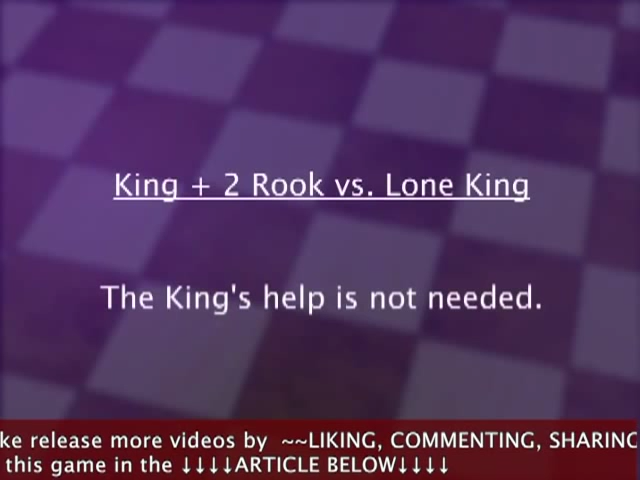 King + 2 Rook vs. Lone King
The King's help is not needed.
ke release more videos by ~~LIKING, COMMENTING, SHARING
this game in the ↓↓↓↓ARTICLE BELOW↓↓↓↓